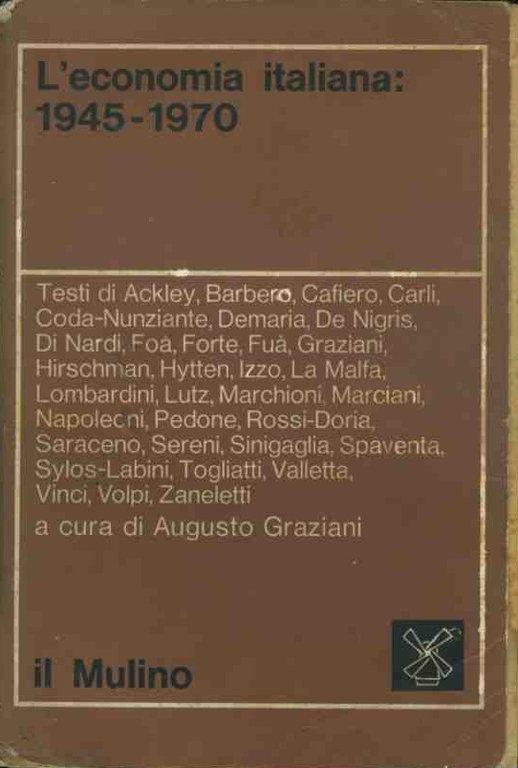 L'economia italiana:
1945-1970
Testi di Ackley, Barbero, Cafiero, Carli,
Coda-Nunziante, Demaria, De Nigris,
Di Nardi, Foà, Forte, Fuà, Graziani,
Hirschman, Hytten, Izzo, La Malfa,
Lombardini, Lutz, Marchioni, Marciani,
Napoleoni, Pedone, Rossi-Doria,
Saraceno, Sereni, Sinigaglia, Spaventa,
Sylos-Labini, Togliatti, Valletta,
Vinci, Volpi, Zaneletti
a cura di Augusto Graziani
il Mulino